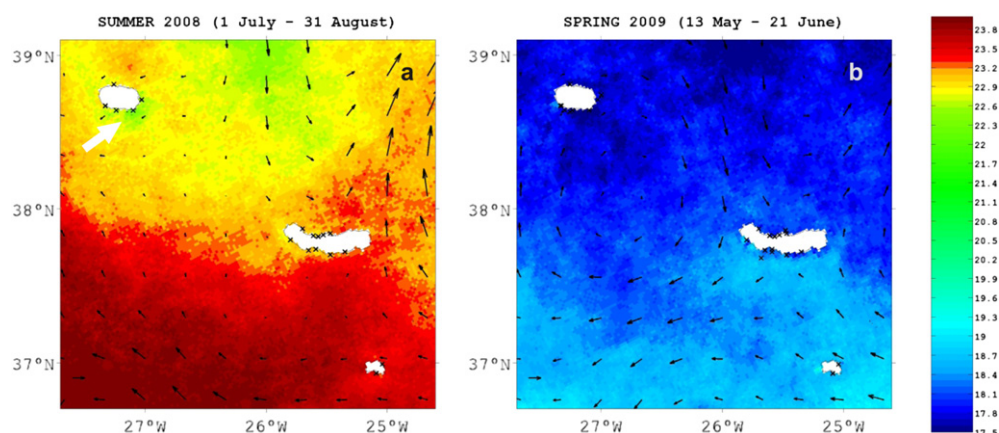 SUMMER 2008 (1 July - 31 August)
SPRING 2009 (13 May - 21 June)
39°N
38°N
37°N
27°W
26°W
25°W
a
39°N
38°N
37°N
27°W
26°W
25°W
b
23.8
23.5
23.2
22.9
22.6
22.3
22
21.7
21.4
21.1
20.8
20.5
20.2
19.9
19.6
19.3
19
18.7
18.4
18.1
17.8
17.5